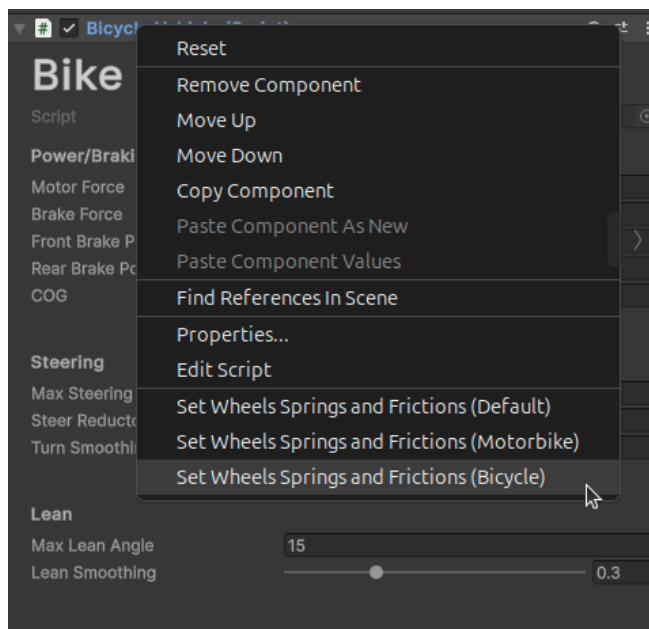 Reset
Bike
Remove Component
Script
Move Up
Power/Braki
Move Down
Motor Force
Copy Component
Brake Force
Paste Component As New
Front Brake P
Paste Component Values
Rear Brake Po
COG
Find References In Scene
Properties...
Steering
Edit Script
Max Steering
Set Wheels Springs and Frictions (Default)
Steer Reducto
Set Wheels Springs and Frictions (Motorbike)
Turn Smoothi
Set Wheels Springs and Frictions (Bicycle)
Lean
Max Lean Angle 15
Lean Smoothing 0.3